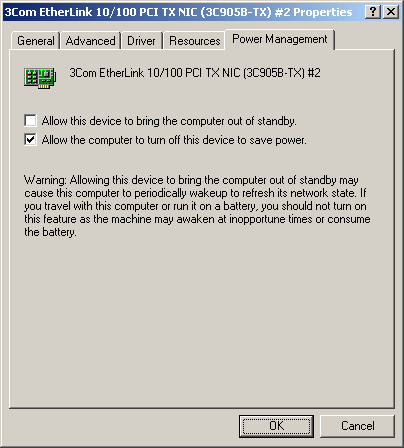 3Com EtherLink 10/100 PCI TX NIC (3C905B-TX) #2 Properties
General Advanced Driver Resources Power Management
3Com EtherLink 10/100 PCI TX NIC (3C905B-TX) #2
Allow this device to bring the computer out of standby.
Allow the computer to turn off this device to save power.
Warning: Allowing this device to bring the computer out of standby may
cause this computer to periodically wakeup to refresh its network state. If
you travel with this computer or run it on a battery, you should not turn on
this feature as the machine may awaken at inopportune times or consume
the battery.
OK Cancel